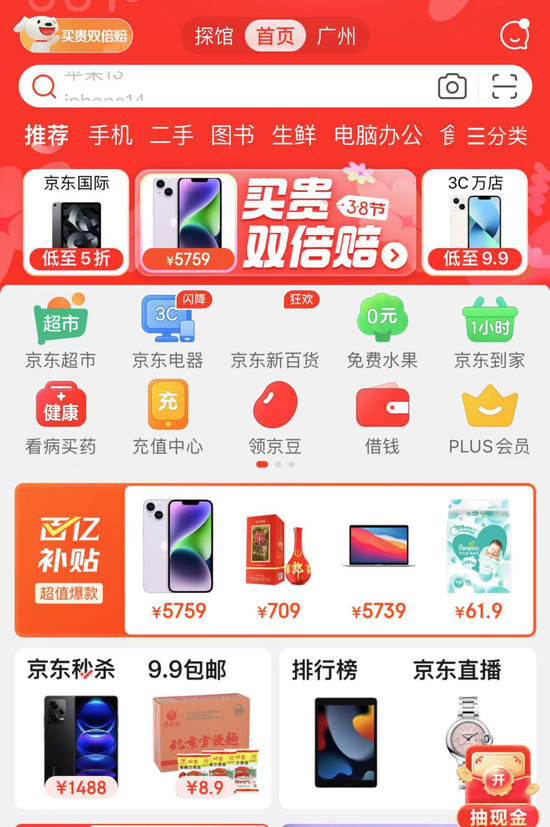 买贵双倍赔
探馆 首页 广州
推荐 手机 二手 图书 生鲜 电脑办公 分类
京东国际
低至5折
¥5759
买贵
双倍赔
3.8节
3C万店
低至9.9
超市
3C
闪降
狂欢
0元
1小时
京东超市 京东电器 京东新百货 免费水果 京东到家
健康
充
看病买药 充值中心 领京豆 借钱 PLUS会员
百亿
补贴
超值爆款
Pampers
¥5759 ¥709 ¥5739 ¥61.9
京东秒杀 9.9包邮 排行榜 京东直播
北京方便麵
¥1488 ¥8.9
开
抽现金